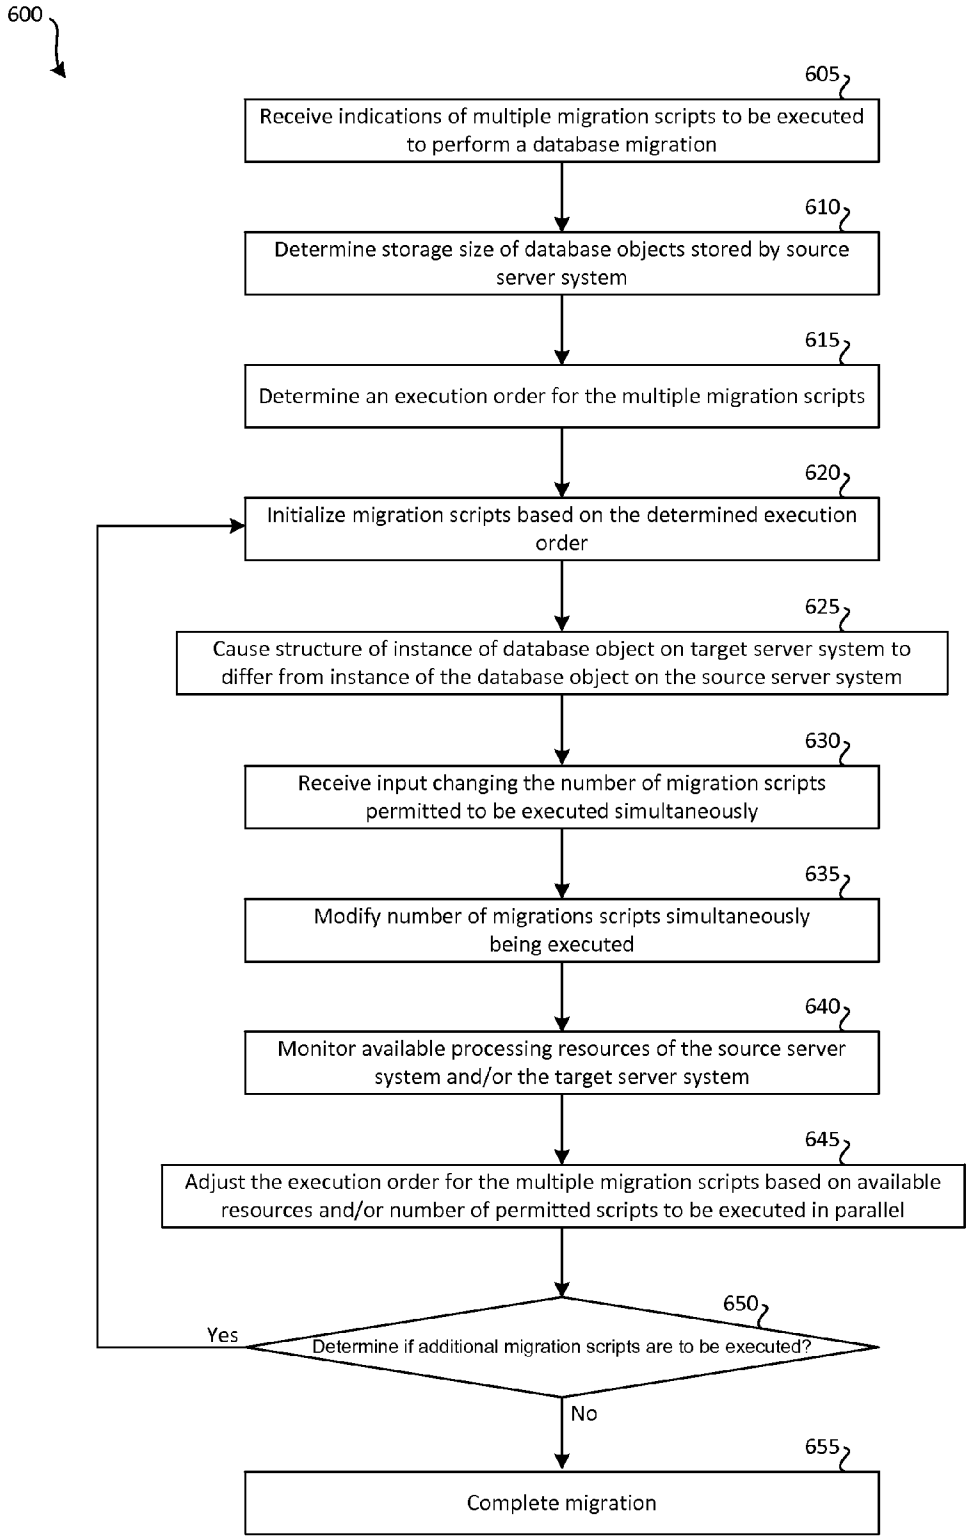 600
605
Receive indications of multiple migration scripts to be executed
to perform a database migration
610
Determine storage size of database objects stored by source
server system
615
Determine an execution order for the multiple migration scripts
620
Initialize migration scripts based on the determined execution
order
625
Cause structure of instance of database object on target server system to
differ from instance of the database object on the source server system
630
Receive input changing the number of migration scripts
permitted to be executed simultaneously
635
Modify number of migrations scripts simultaneously
being executed
640
Monitor available processing resources of the source server
system and/or the target server system
645
Adjust the execution order for the multiple migration scripts based on available
resources and/or number of permitted scripts to be executed in parallel
650
Yes
Determine if additional migration scripts are to be executed?
No
655
Complete migration